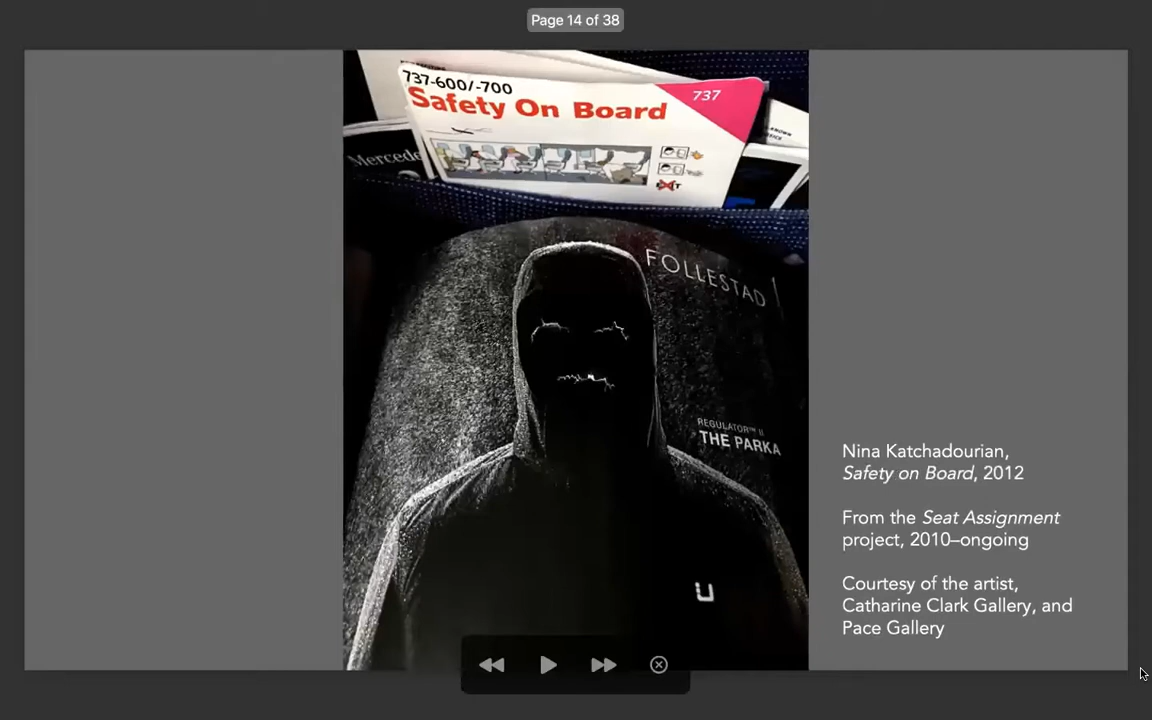 Page 14 of 38
737-600/-700
737
Safety On Board
Mercede
FOLLESTAD
REGULATOR™ II
THE PARKA
Nina Katchadourian,
Safety on Board, 2012
From the Seat Assignment
project, 2010–ongoing
Courtesy of the artist,
Catharine Clark Gallery, and
Pace Gallery